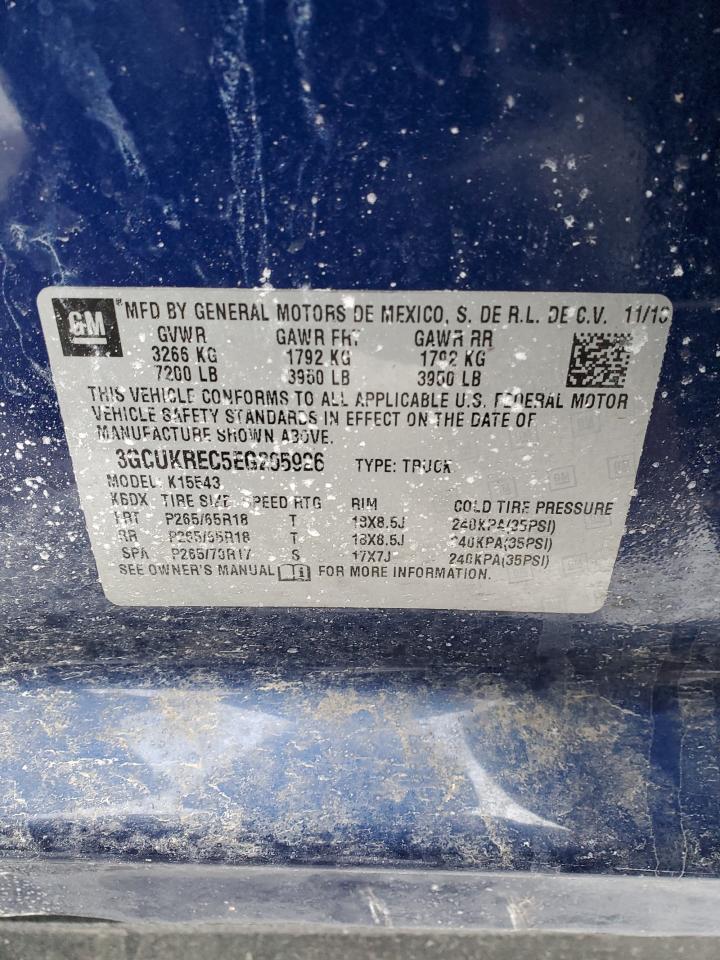 GM
MFD BY GENERAL MOTORS DE MEXICO, S. DE R.L. DE C.V. 11/13
GVWR GAWR FRT GAWR RR
3266 KG 1792 KG 1792 KG
7200 LB 3950 LB 3950 LB
THIS VEHICLE CONFORMS TO ALL APPLICABLE U.S. FEDERAL MOTOR
VEHICLE SAFETY STANDARDS IN EFFECT ON THE DATE OF
MANUFACTURE SHOWN ABOVE.
3GCUKREC5EG295926 TYPE: TRUCK
MODEL: K15543
K6DX TIRE SIZE SPEED RTG RIM COLD TIRE PRESSURE
FRT P265/65R18 T 18X8.5J 240KPA(35PSI)
RR P265/65R18 T 18X8.5J 240KPA(35PSI)
SPA P265/70R17 S 17X7J 240KPA(35PSI)
SEE OWNER'S MANUAL FOR MORE INFORMATION.